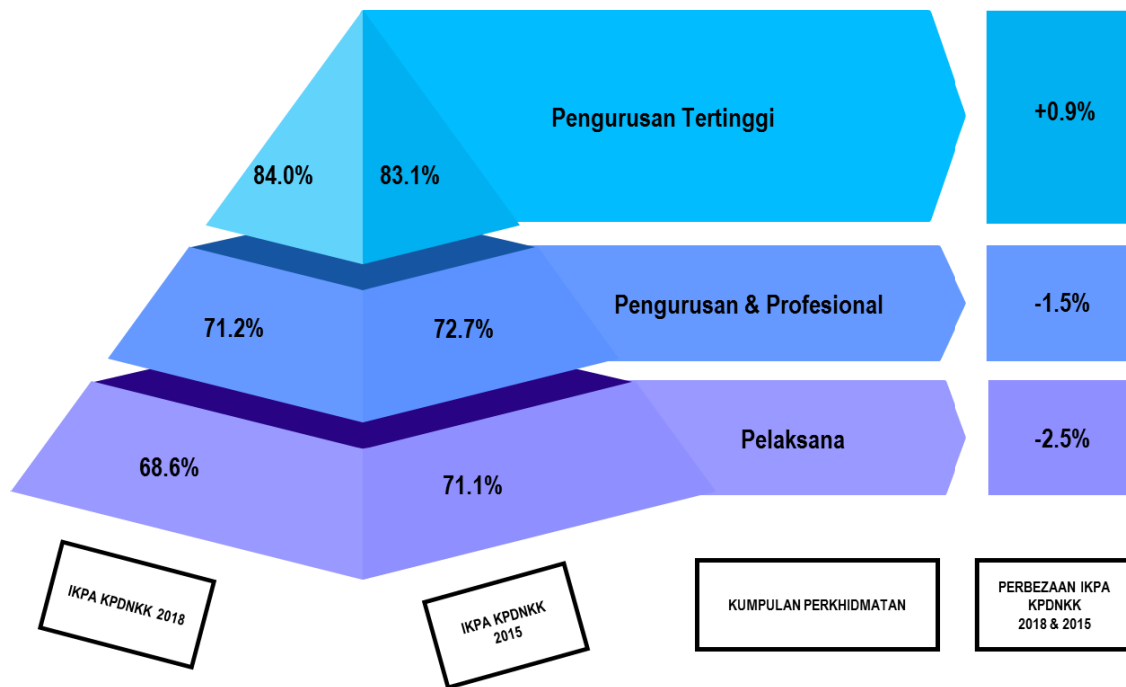 Pengurusan Tertinggi
+0.9%
84.0%
83.1%
Pengurusan & Profesional
-1.5%
71.2%
72.7%
Pelaksana
-2.5%
68.6%
71.1%
IKPA KPDNKK 2018
IKPA KPDNKK
2015
KUMPULAN PERKHIDMATAN
PERBEZAAN IKPA
KPDNKK
2018 & 2015